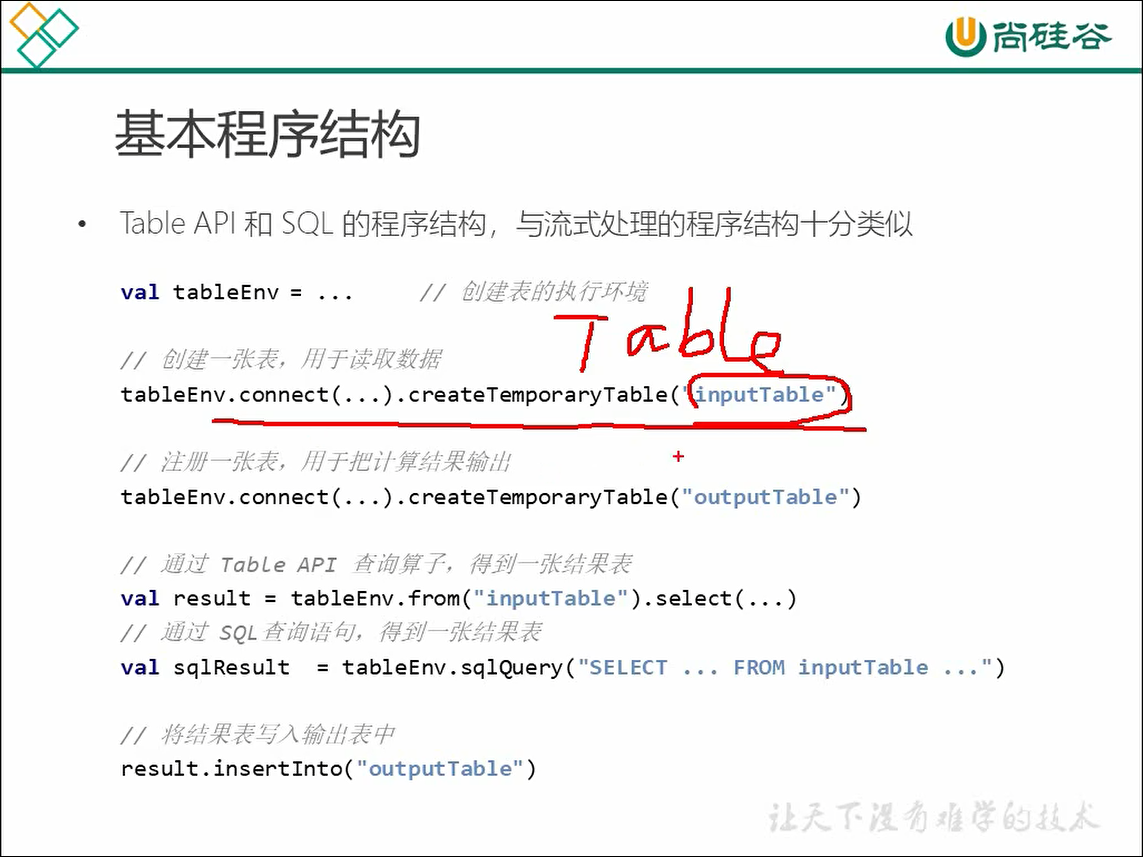 尚硅谷
基本程序结构
• Table API 和 SQL 的程序结构，与流式处理的程序结构十分类似
val tableEnv = ...     // 创建表的执行环境
Table
// 创建一张表，用于读取数据
tableEnv.connect(...).createTemporaryTable("inputTable")
// 注册一张表，用于把计算结果输出
tableEnv.connect(...).createTemporaryTable("outputTable")
// 通过 Table API 查询算子，得到一张结果表
val result = tableEnv.from("inputTable").select(...)
// 通过 SQL查询语句，得到一张结果表
val sqlResult  = tableEnv.sqlQuery("SELECT ... FROM inputTable ...")
// 将结果表写入输出表中
result.insertInto("outputTable")
让天下没有难学的技术